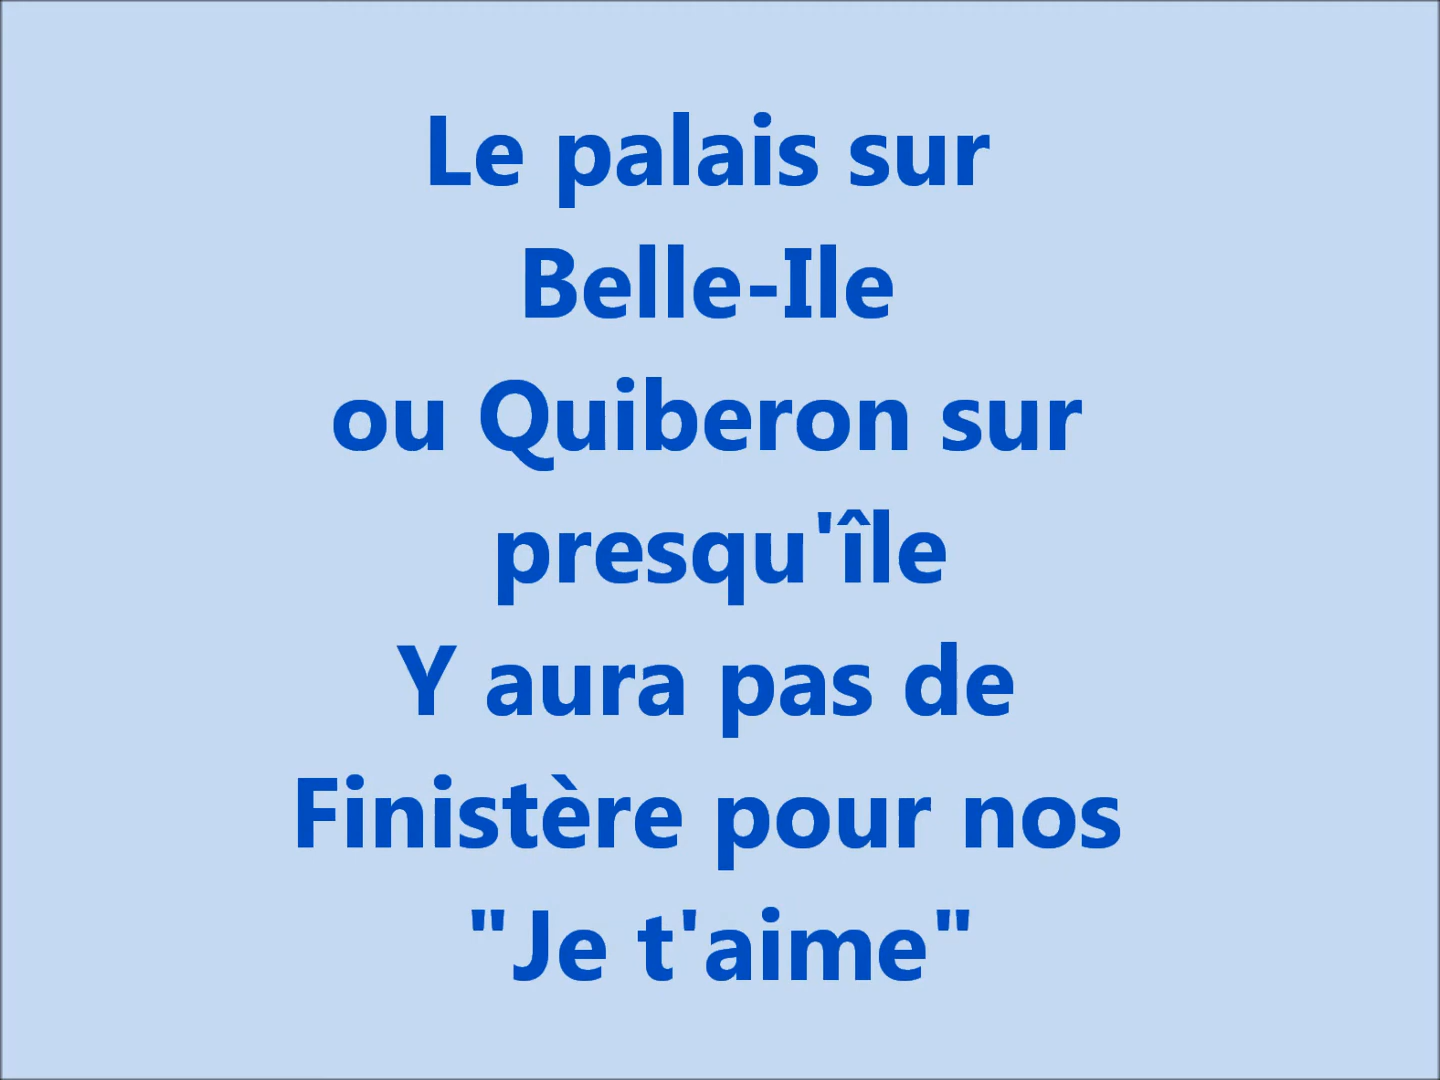 Le palais sur
Belle-Ile
ou Quiberon sur
presqu'île
Y aura pas de
Finistère pour nos
"Je t'aime"